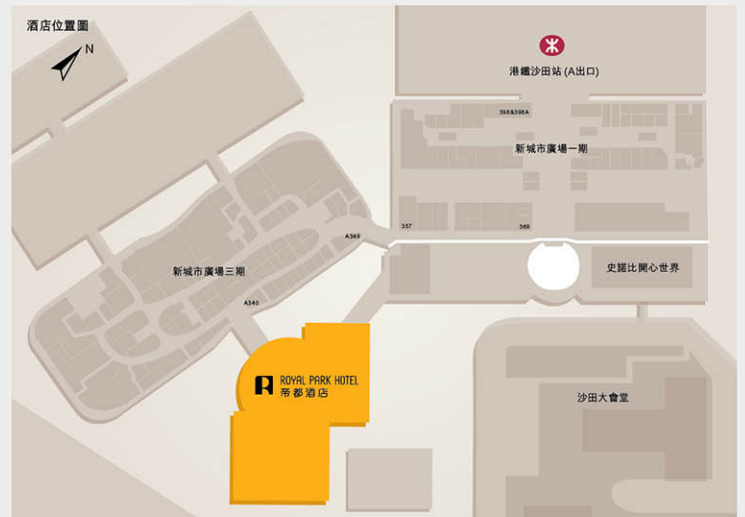 酒店位置圖
N
港鐵沙田站 (A出口)
398&398A
新城市廣場一期
357
369
A349
新城市廣場三期
史諾比開心世界
A340
ROYAL PARK HOTEL
帝都酒店
沙田大會堂